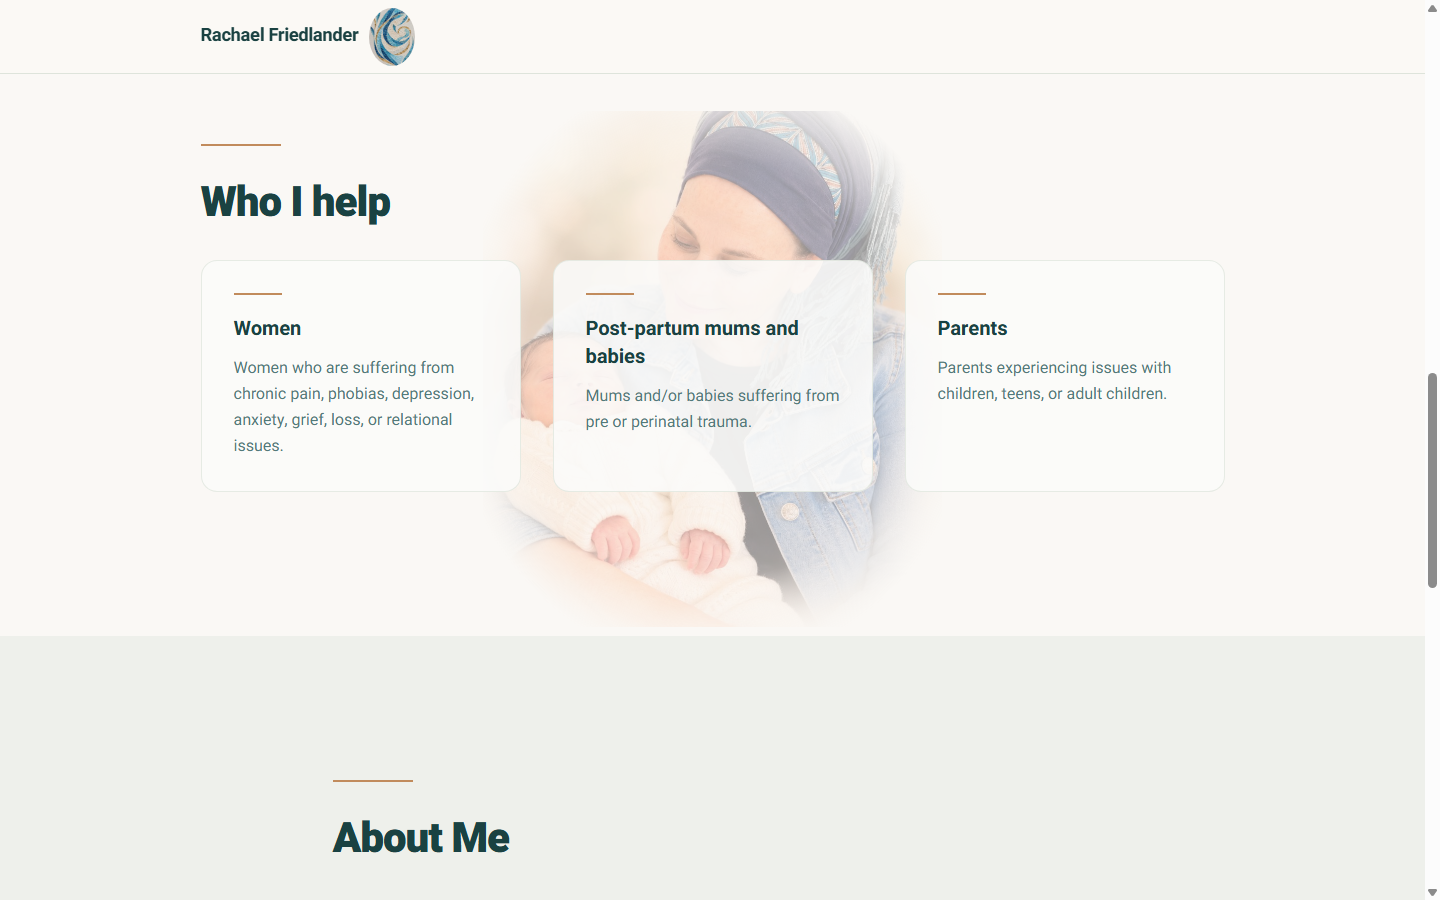 Rachael Friedlander
Who I help
Women
Women who are suffering from
chronic pain, phobias, depression,
anxiety, grief, loss, or relational
issues.
Post-partum mums and
babies
Mums and/or babies suffering from
pre or perinatal trauma.
Parents
Parents experiencing issues with
children, teens, or adult children.
About Me